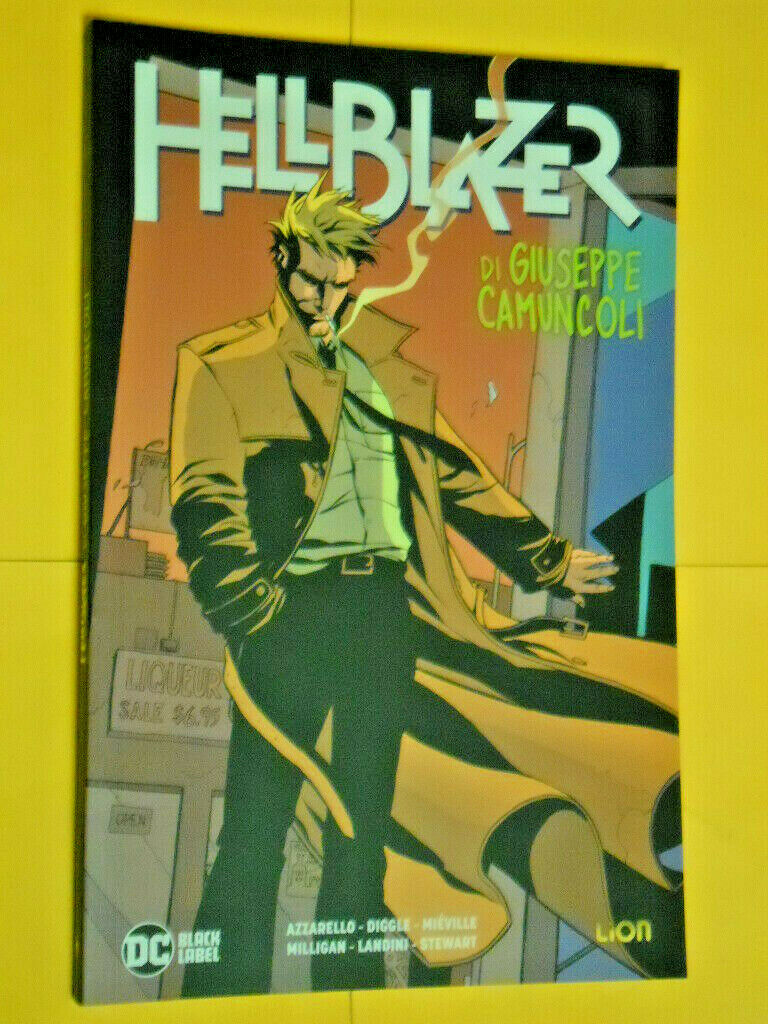 HELLBLAZER
DI GIUSEPPE
CAMUNCOLI
LIQUEUR
SALE $6.95
OPEN
DC BLACK
LABEL
AZZARELLO - DIGGLE - MIÉVILLE
MILLIGAN - LANDINI - STEWART
LION